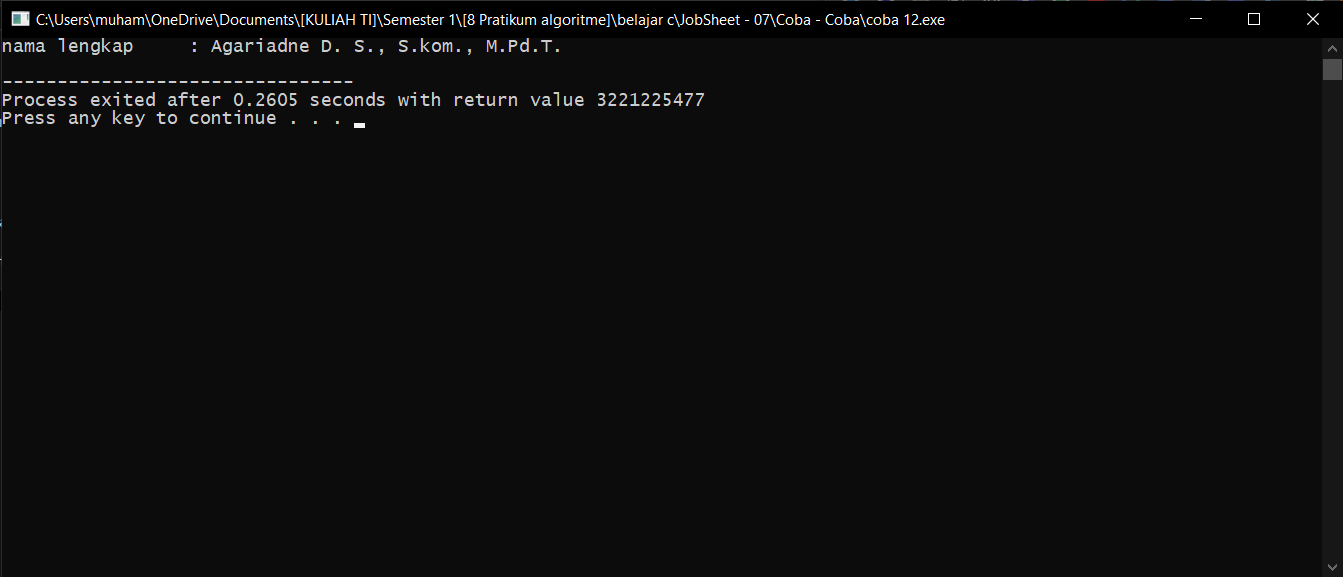 C:\Users\muham\OneDrive\Documents\[KULIAH TI]\Semester 1\[8 Pratikum algoritme]\belajar c\JobSheet - 07\Coba - Coba\coba 12.exe
nama lengkap     : Agariadne D. S., S.kom., M.Pd.T.
--------------------------------
Process exited after 0.2605 seconds with return value 3221225477
Press any key to continue . . .